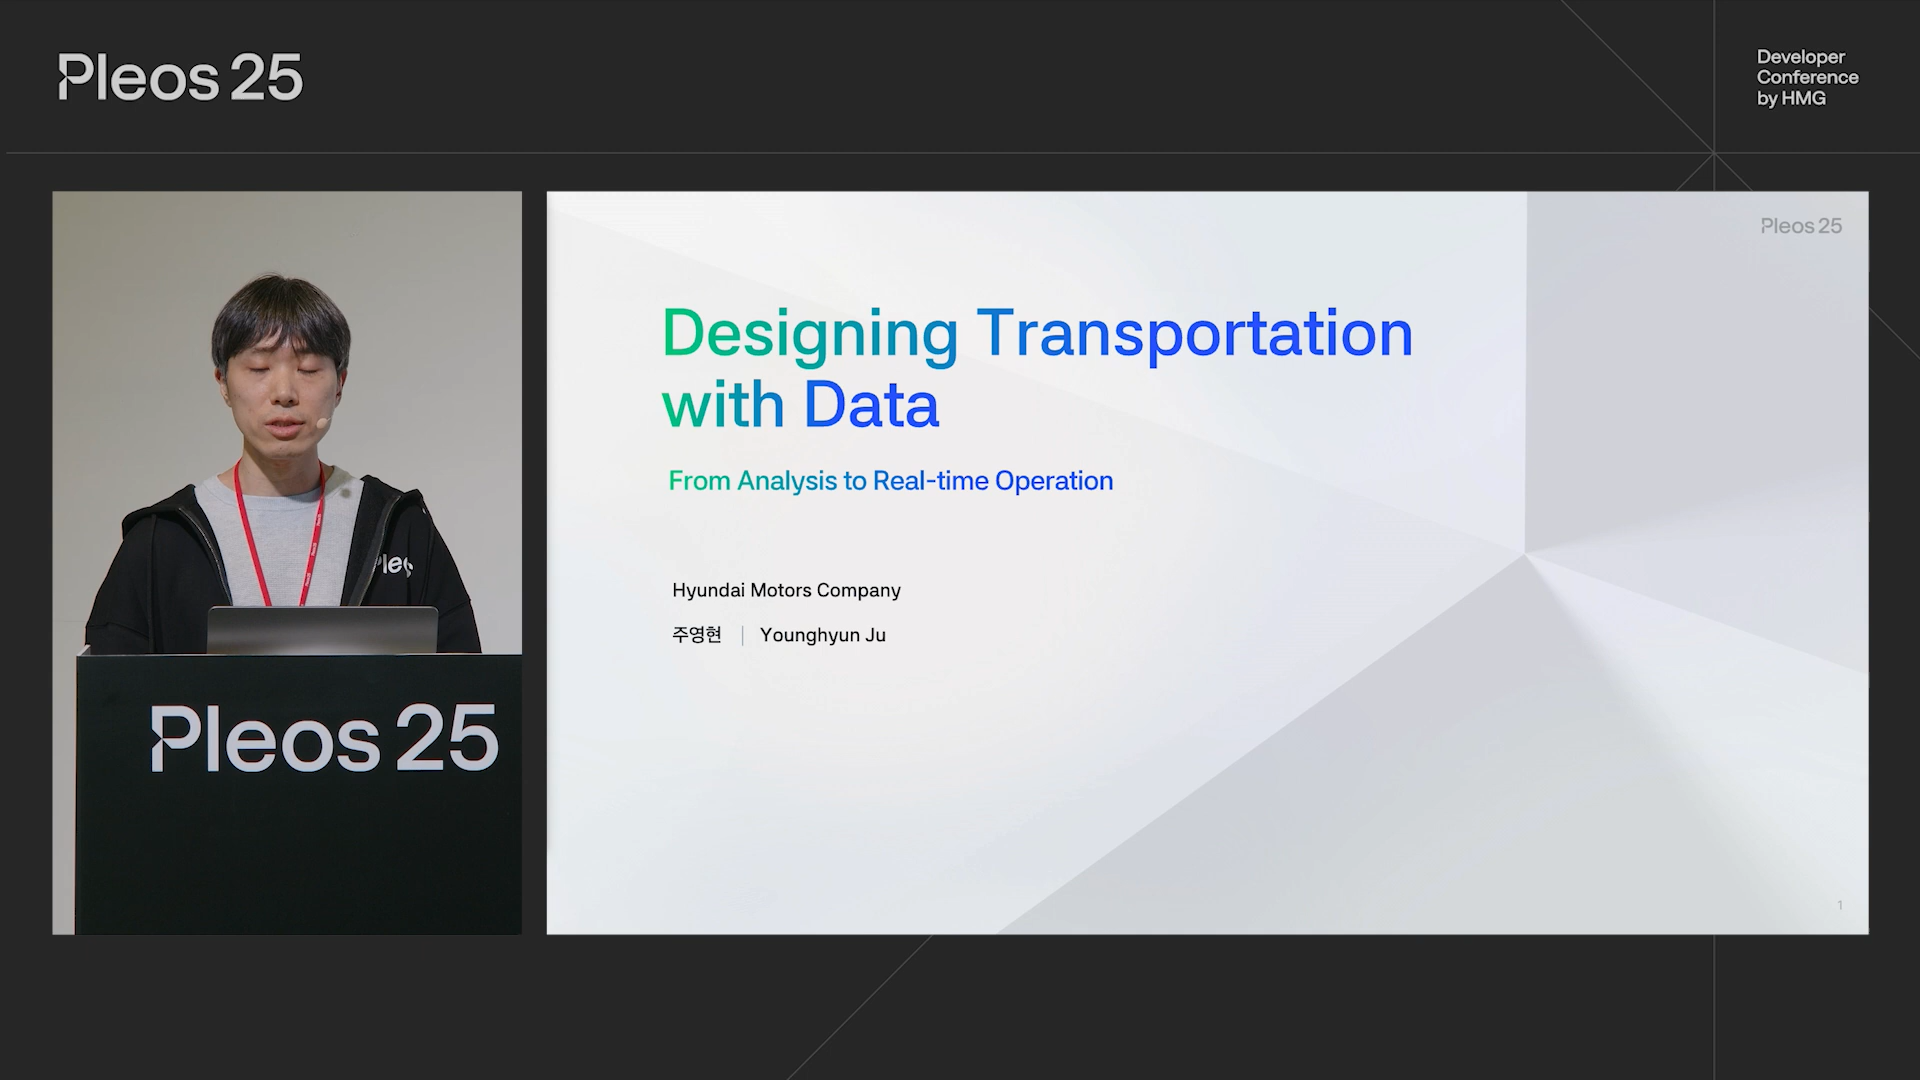 Pleos 25
Developer
Conference
by HMG
Pleos 25
Designing Transportation
with Data
From Analysis to Real-time Operation
Hyundai Motors Company
주영현 | Younghyun Ju
1
Pleos 25